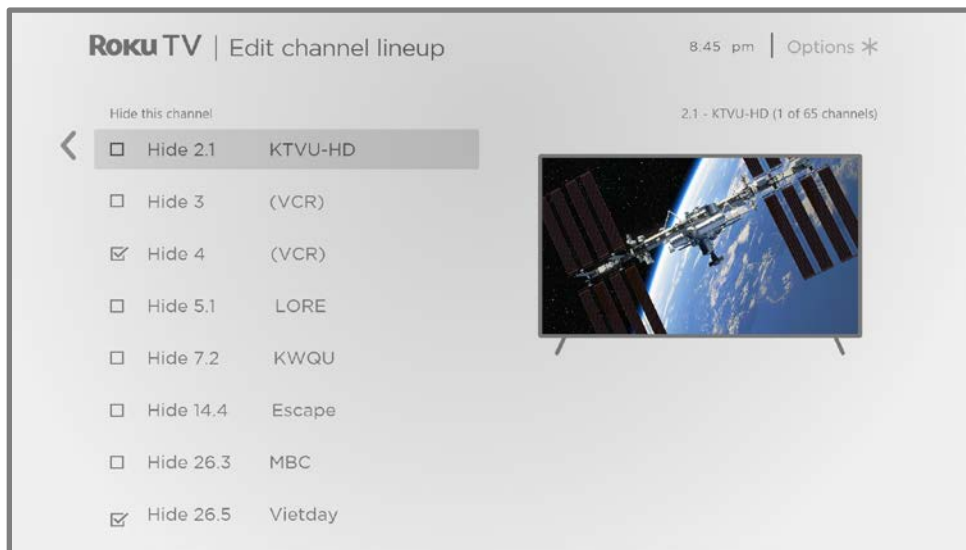 Roku TV | Edit channel lineup
8.45 pm | Options
Hide this channel
2.1 - KTVU-HD (1 of 65 channels)
Hide 2.1 KTVU-HD
Hide 3 (VCR)
Hide 4 (VCR)
Hide 5.1 LORE
Hide 7.2 KWQU
Hide 14.4 Escape
Hide 26.3 MBC
Hide 26.5 Vietday